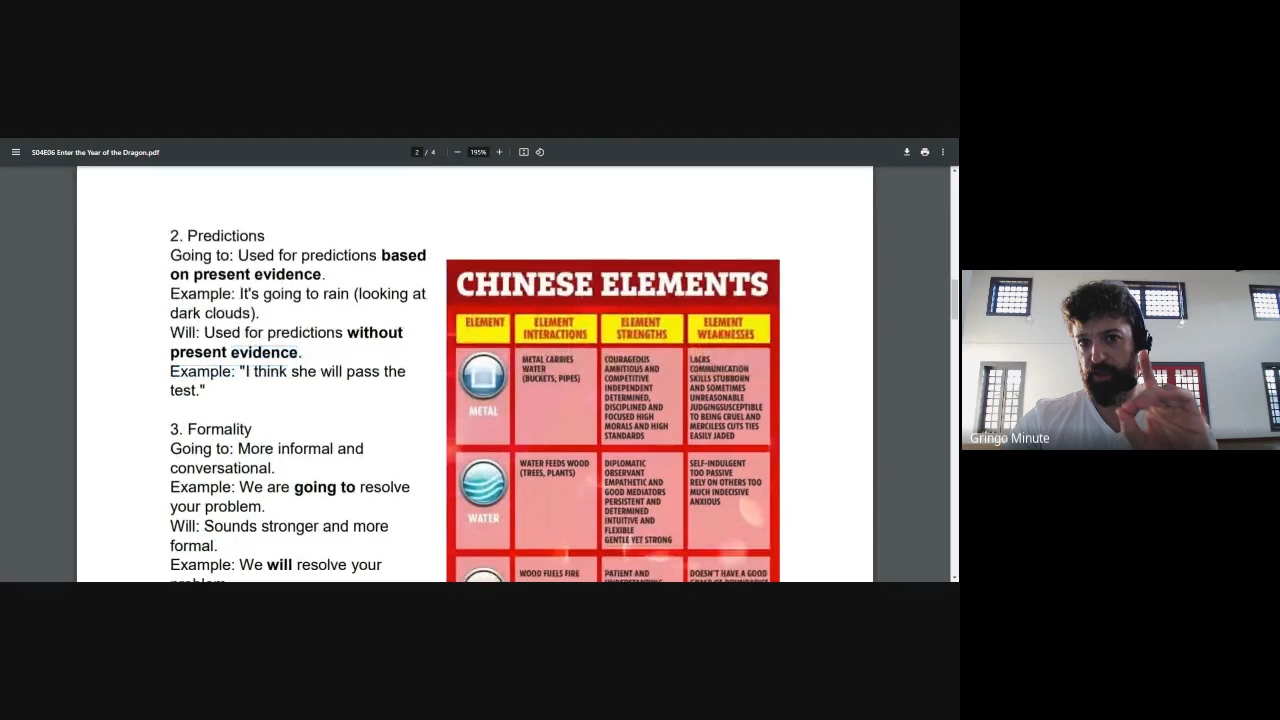 S04E06 Enter the Year of the Dragon.pdf
2 / 4
195%
2. Predictions
Going to: Used for predictions based
on present evidence.
Example: It's going to rain (looking at
dark clouds).
Will: Used for predictions without
present evidence.
Example: "I think she will pass the
test."
3. Formality
Going to: More informal and
conversational.
Example: We are going to resolve
your problem.
Will: Sounds stronger and more
formal.
Example: We will resolve your
CHINESE ELEMENTS
ELEMENT
ELEMENT
INTERACTIONS
ELEMENT
STRENGTHS
ELEMENT
WEAKNESSES
METAL
METAL CARRIES
WATER
(BUCKETS, PIPES)
COURAGEOUS
AMBITIOUS AND
COMPETITIVE
INDEPENDENT
DETERMINED,
DISCIPLINED AND
FOCUSED HIGH
MORALS AND HIGH
STANDARDS
LACKS
COMMUNICATION
SKILLS STUBBORN
AND SOMETIMES
UNREASONABLE
JUDGINGSUSCEPTIBLE
TO BEING CRUEL AND
MERCILESS CUTS TIES
EASILY JADED
WATER
WATER FEEDS WOOD
(TREES, PLANTS)
DIPLOMATIC
OBSERVANT
EMPATHETIC AND
GOOD MEDIATORS
PERSISTENT AND
DETERMINED
INTUITIVE AND
FLEXIBLE
GENTLE YET STRONG
SELF-INDULGENT
TOO PASSIVE
RELY ON OTHERS TOO
MUCH INDECISIVE
ANXIOUS
WOOD FUELS FIRE
PATIENT AND
DOESN'T HAVE A GOOD
Gringo Minute